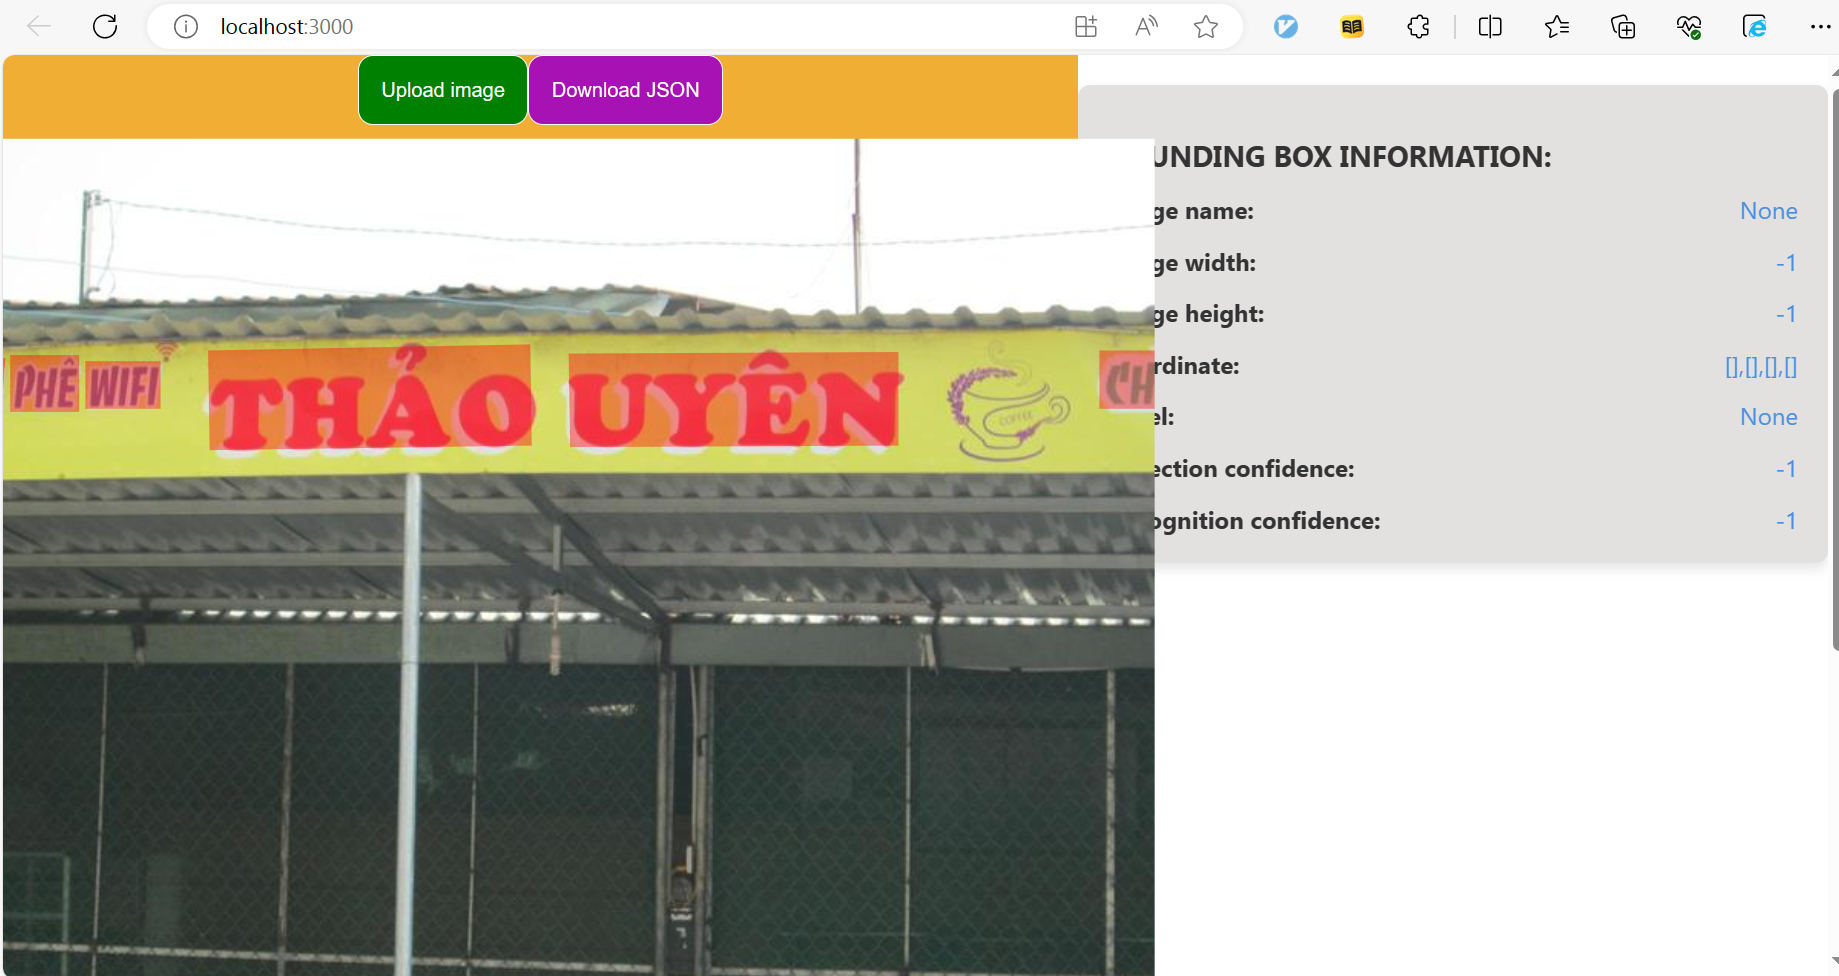 localhost:3000
Upload image
Download JSON
UNDING BOX INFORMATION:
ge name: None
ge width: -1
ge height: -1
rdinate: [],[],[],[]
el: None
ection confidence: -1
ognition confidence: -1
PHÊ WIFI
THẢO UYÊN
COFFEE
CH